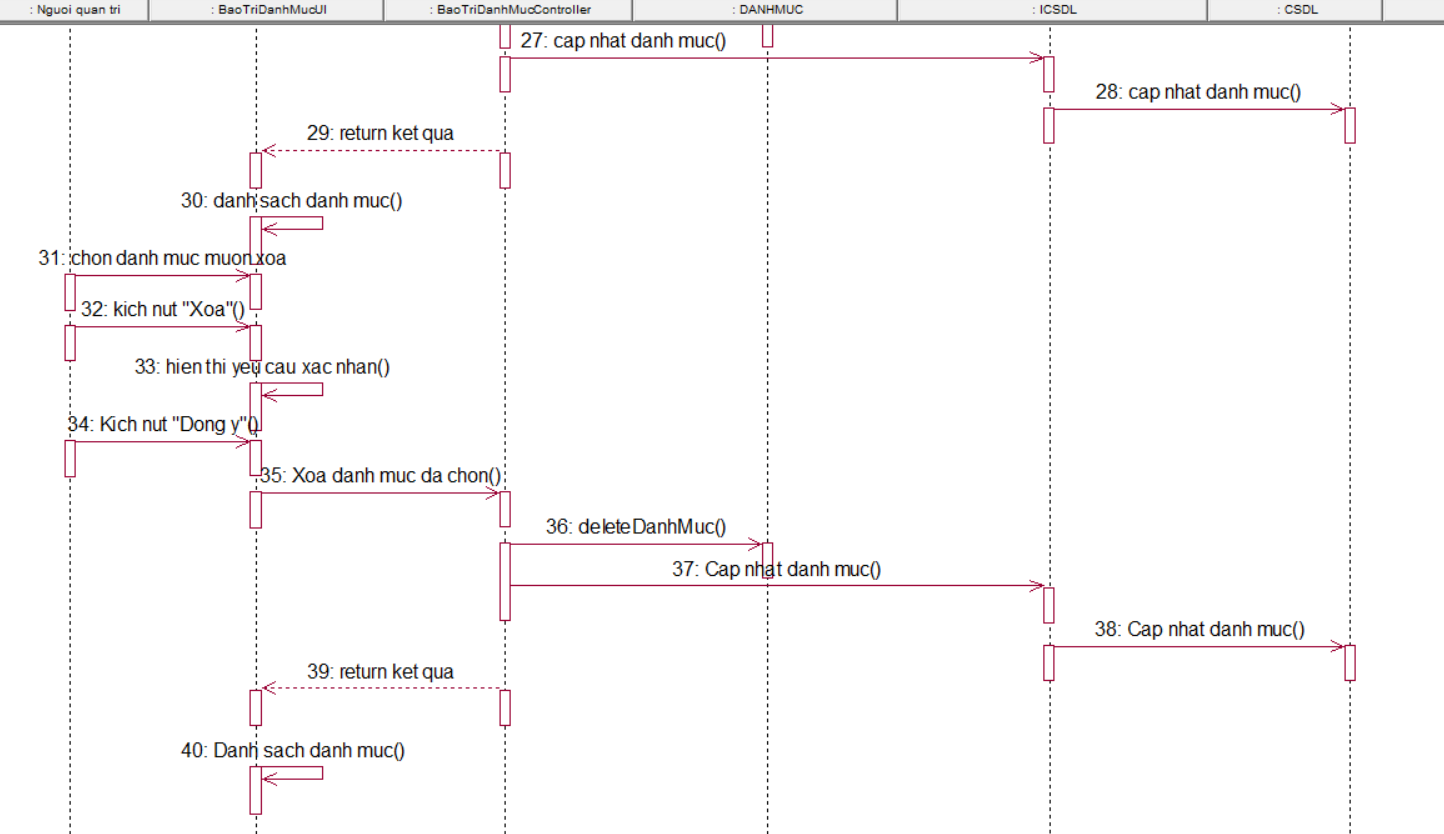 : Nguoi quan tri
: BaoTriDanhMucUI
: BaoTriDanhMucController
: DANHMUC
: ICSDL
: CSDL
27: cap nhat danh muc()
28: cap nhat danh muc()
29: return ket qua
30: danh sach danh muc()
31: chon danh muc muon xoa
32: kich nut "Xoa"()
33: hien thi yeu cau xac nhan()
34: Kich nut "Dong y"()
35: Xoa danh muc da chon()
36: deleteDanhMuc()
37: Cap nhat danh muc()
38: Cap nhat danh muc()
39: return ket qua
40: Danh sach danh muc()